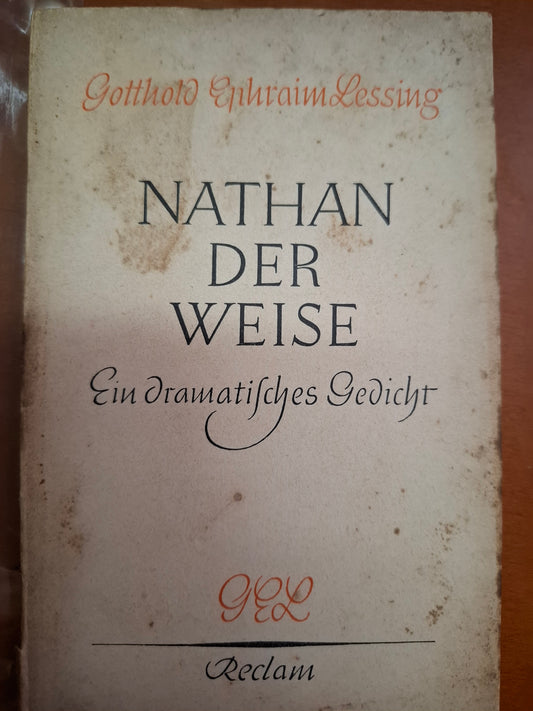 Gotthold Ephraim Lessing
NATHAN
DER
WEISE
Ein dramatiſches Gedicht
GEL
Reclam